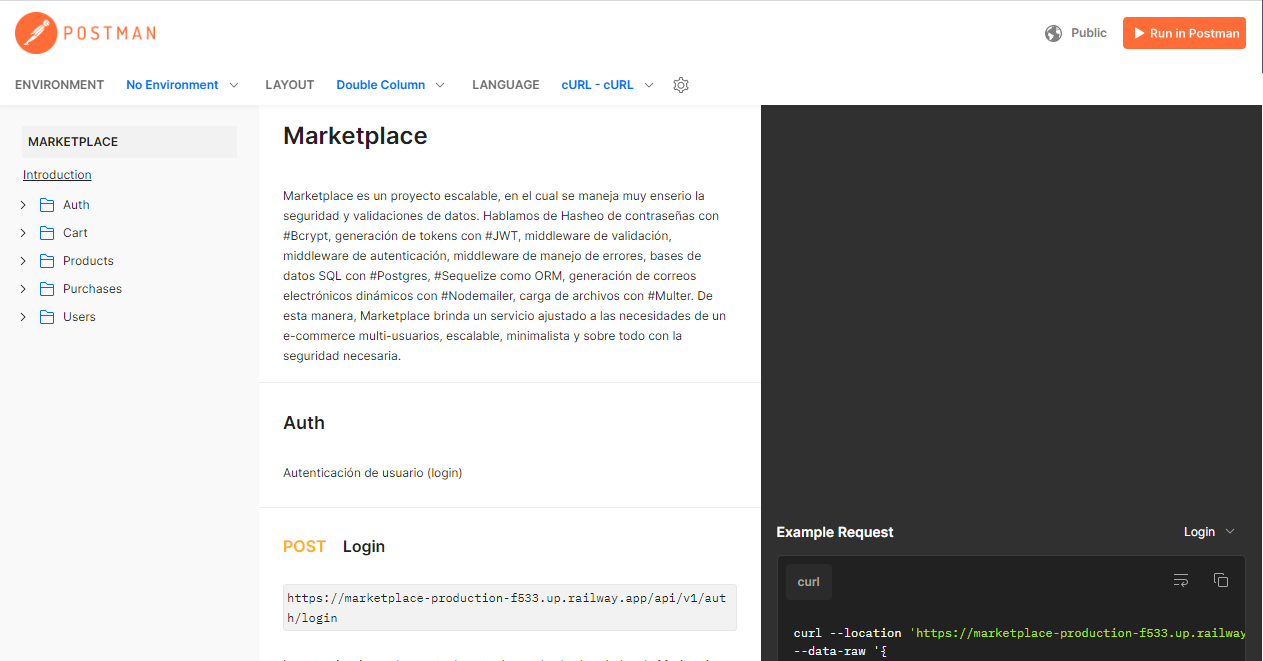 POSTMAN
Public
Run in Postman
ENVIRONMENT No Environment LAYOUT Double Column LANGUAGE cURL - cURL
MARKETPLACE
Introduction
Auth
Cart
Products
Purchases
Users
Marketplace
Marketplace es un proyecto escalable, en el cual se maneja muy enserio la
seguridad y validaciones de datos. Hablamos de Hasheo de contraseñas con
#Bcrypt, generación de tokens con #JWT, middleware de validación,
middleware de autenticación, middleware de manejo de errores, bases de
datos SQL con #Postgres, #Sequelize como ORM, generación de correos
electrónicos dinámicos con #Nodemailer, carga de archivos con #Multer. De
esta manera, Marketplace brinda un servicio ajustado a las necesidades de un
e-commerce multi-usuarios, escalable, minimalista y sobre todo con la
seguridad necesaria.
Auth
Autenticación de usuario (login)
POST Login
https://marketplace-production-f533.up.railway.app/api/v1/aut
h/login
Example Request
Login
curl
curl --location 'https://marketplace-production-f533.up.railway
--data-raw '{